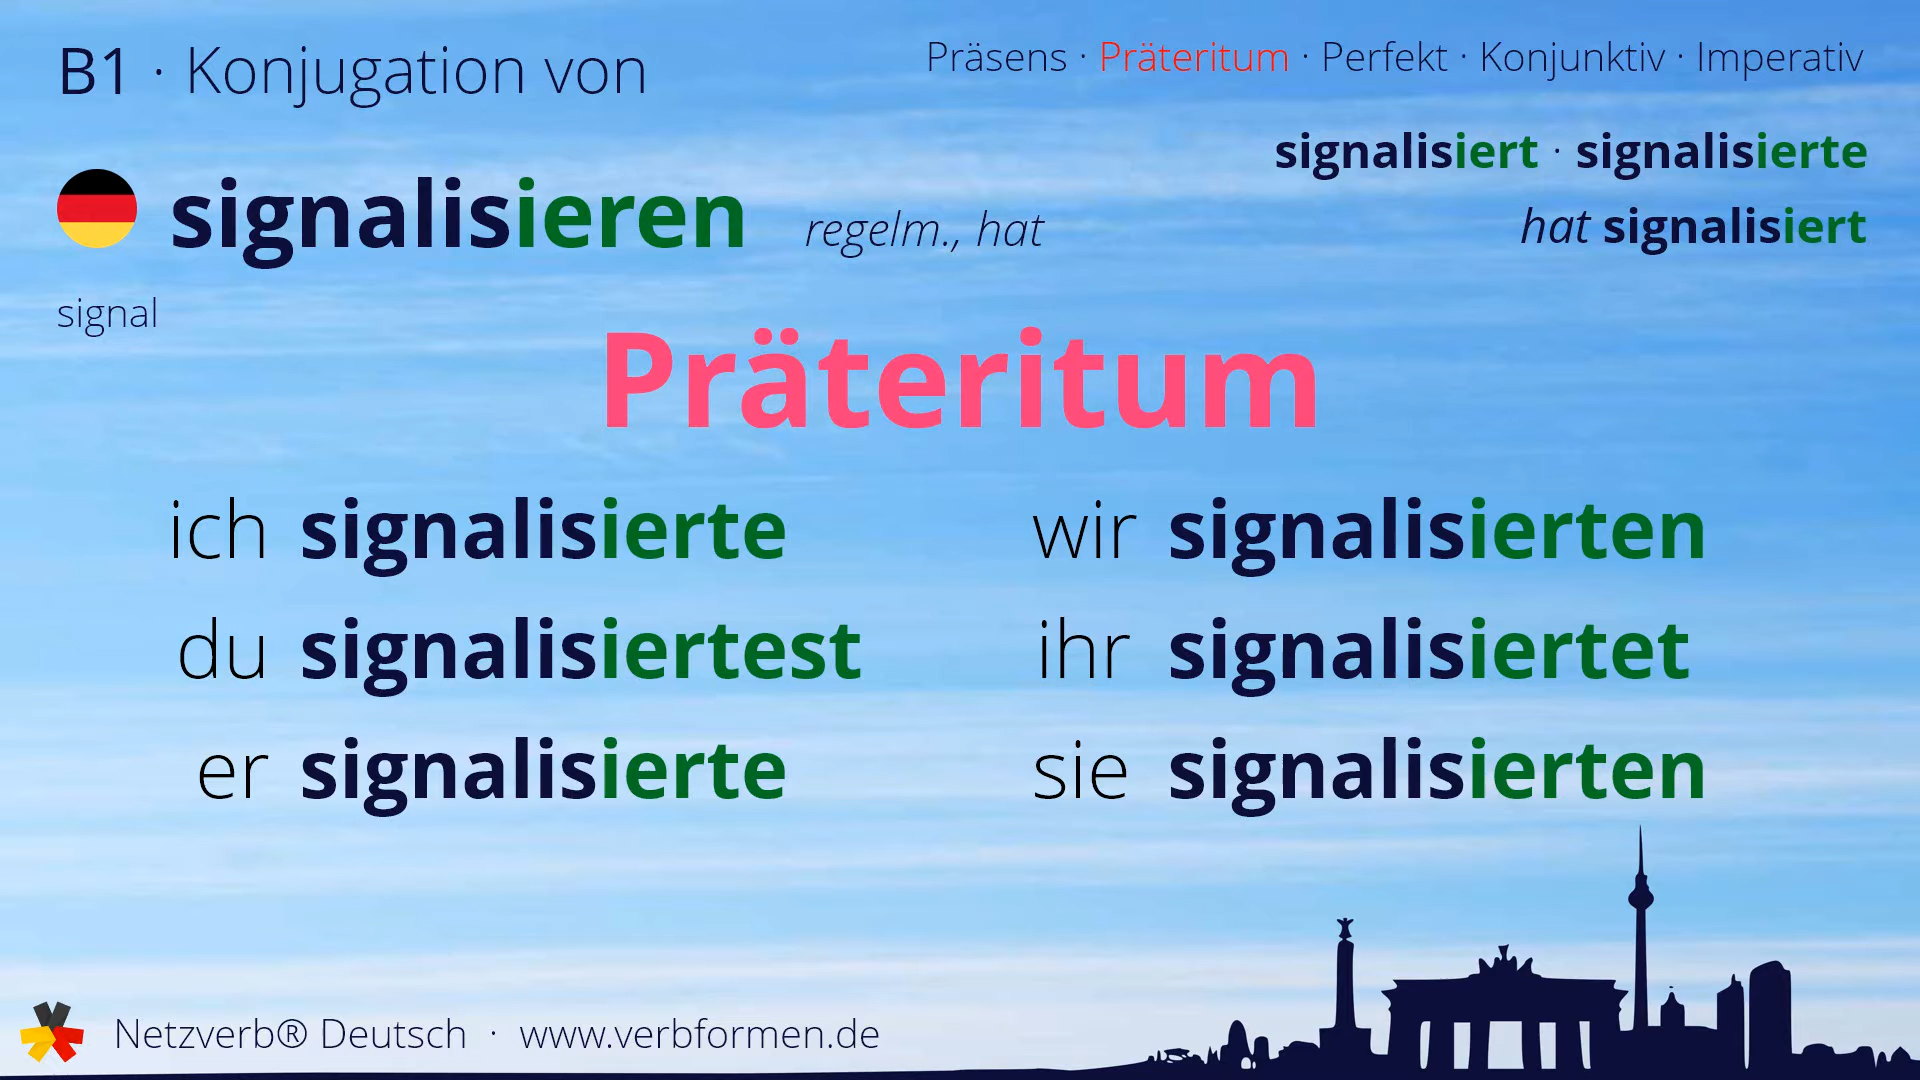 B1 · Konjugation von
Präsens · Präteritum · Perfekt · Konjunktiv · Imperativ
signalisieren regelm., hat
signalisiert · signalisierte
hat signalisiert
signal
Präteritum
ich signalisierte
du signalisiertest
er signalisierte
wir signalisierten
ihr signalisiertet
sie signalisierten
Netzverb® Deutsch · www.verbformen.de